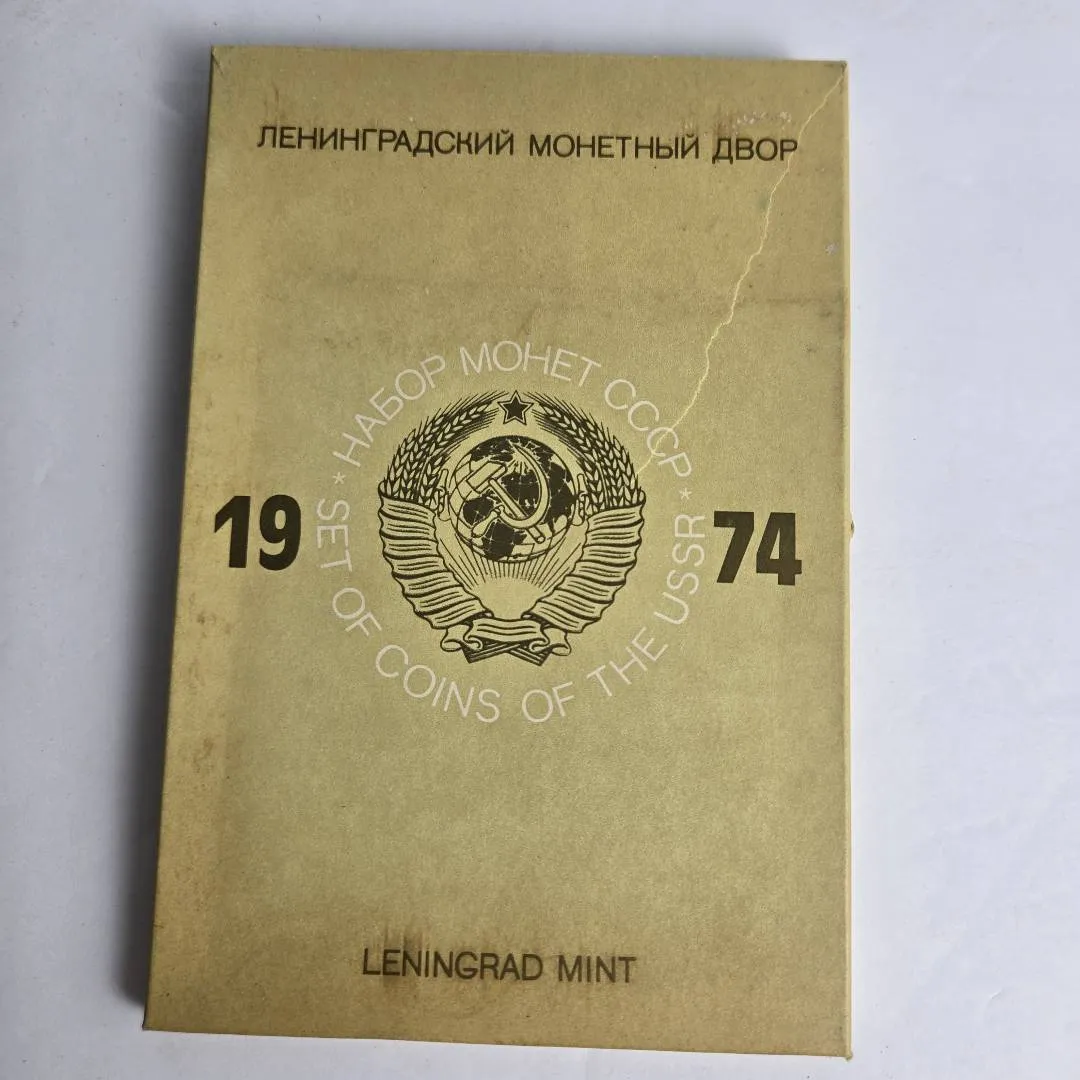 ЛЕНИНГРАДСКИЙ МОНЕТНЫЙ ДВОР
* НАБОР МОНЕТ СССР *
19 74
SET OF COINS OF THE USSR
LENINGRAD MINT